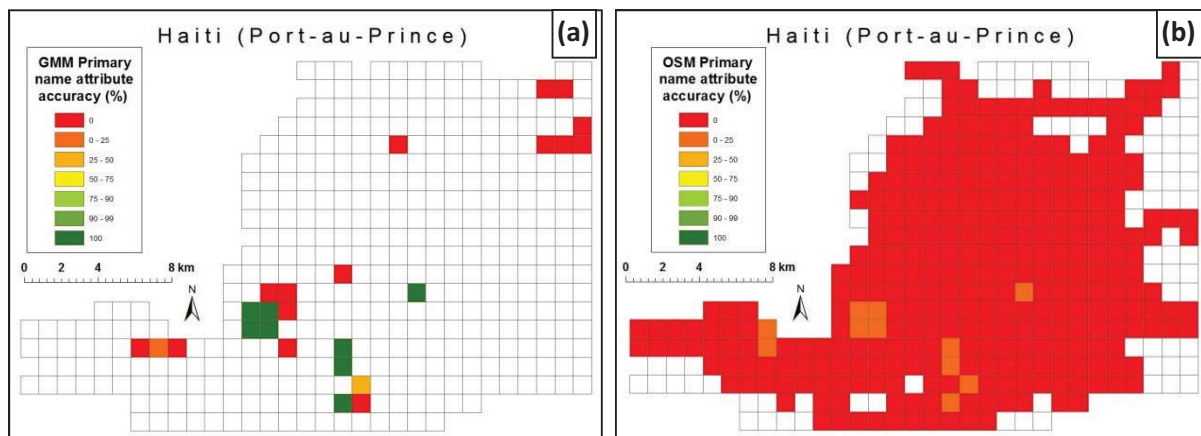 Haiti (Port-au-Prince)
(a)
GMM Primary
name attribute
accuracy (%)
0
0 - 25
25 - 50
50 - 75
75 - 90
90 - 99
100
0 2 4 8 km
N
Haiti (Port-au-Prince)
(b)
OSM Primary
name attribute
accuracy (%)
0
0 - 25
25 - 50
50 - 75
75 - 90
90 - 99
100
0 2 4 8 km
N